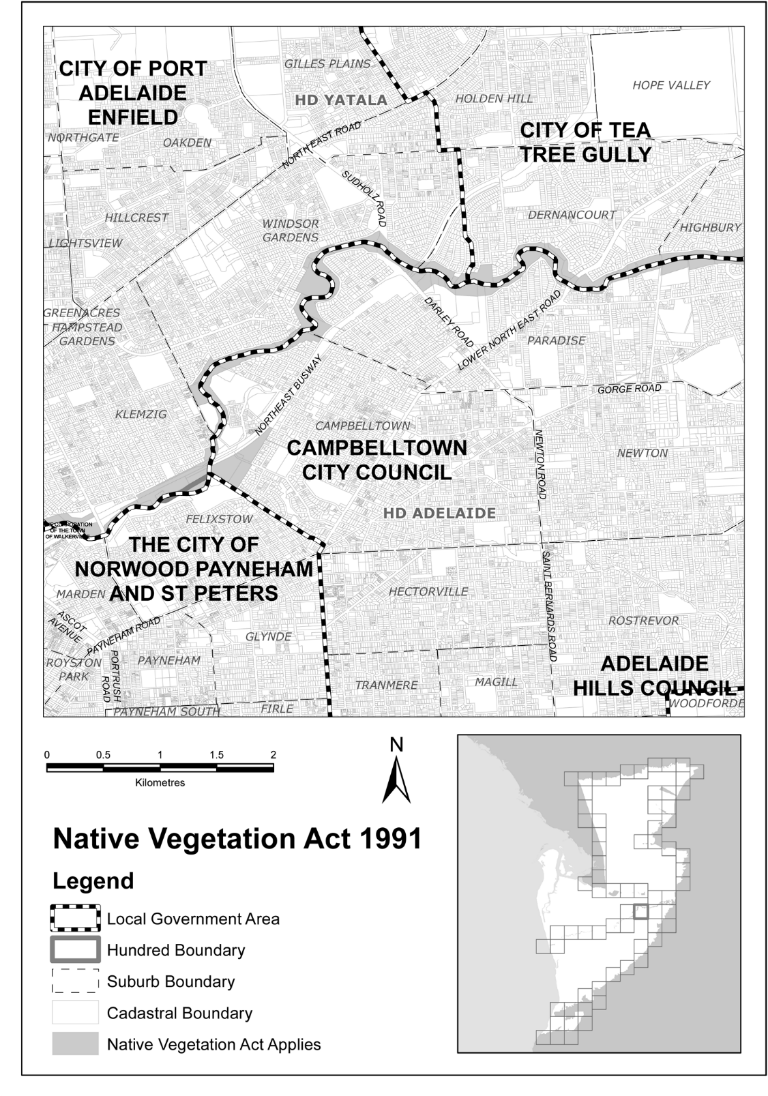 CITY OF PORT
ADELAIDE
ENFIELD
GILLES PLAINS
HD YATALA
HOLDEN HILL
HOPE VALLEY
CITY OF TEA
TREE GULLY
NORTHGATE
OAKDEN
NORTH EAST ROAD
SUDHOLZ ROAD
HILLCREST
WINDSOR
GARDENS
DERNANCOURT
HIGHBURY
LIGHTSVIEW
GREENACRES
HAMPSTEAD
GARDENS
DARLEY ROAD
LOWER NORTH EAST ROAD
PARADISE
NORTHEAST BUSWAY
GORGE ROAD
KLEMZIG
CAMPBELLTOWN
CAMPBELLTOWN
CITY COUNCIL
NEWTON ROAD
NEWTON
HD ADELAIDE
FELIXSTOW
OF THE TOWN
OF WALKERVILLE
THE CITY OF
NORWOOD PAYNEHAM
AND ST PETERS
MARDEN
HECTORVILLE
SAINT BERNARDS ROAD
ROSTREVOR
ASCOT
AVENUE
PAYNEHAM ROAD
GLYNDE
ROYSTON
PARK
PORTRUSH
ROAD
PAYNEHAM
ADELAIDE
HILLS COUNCIL
TRANMERE
MAGILL
WOODFORDE
PAYNEHAM SOUTH
FIRLE
0 0.5 1 1.5 2
Kilometres
N
Native Vegetation Act 1991
Legend
Local Government Area
Hundred Boundary
Suburb Boundary
Cadastral Boundary
Native Vegetation Act Applies